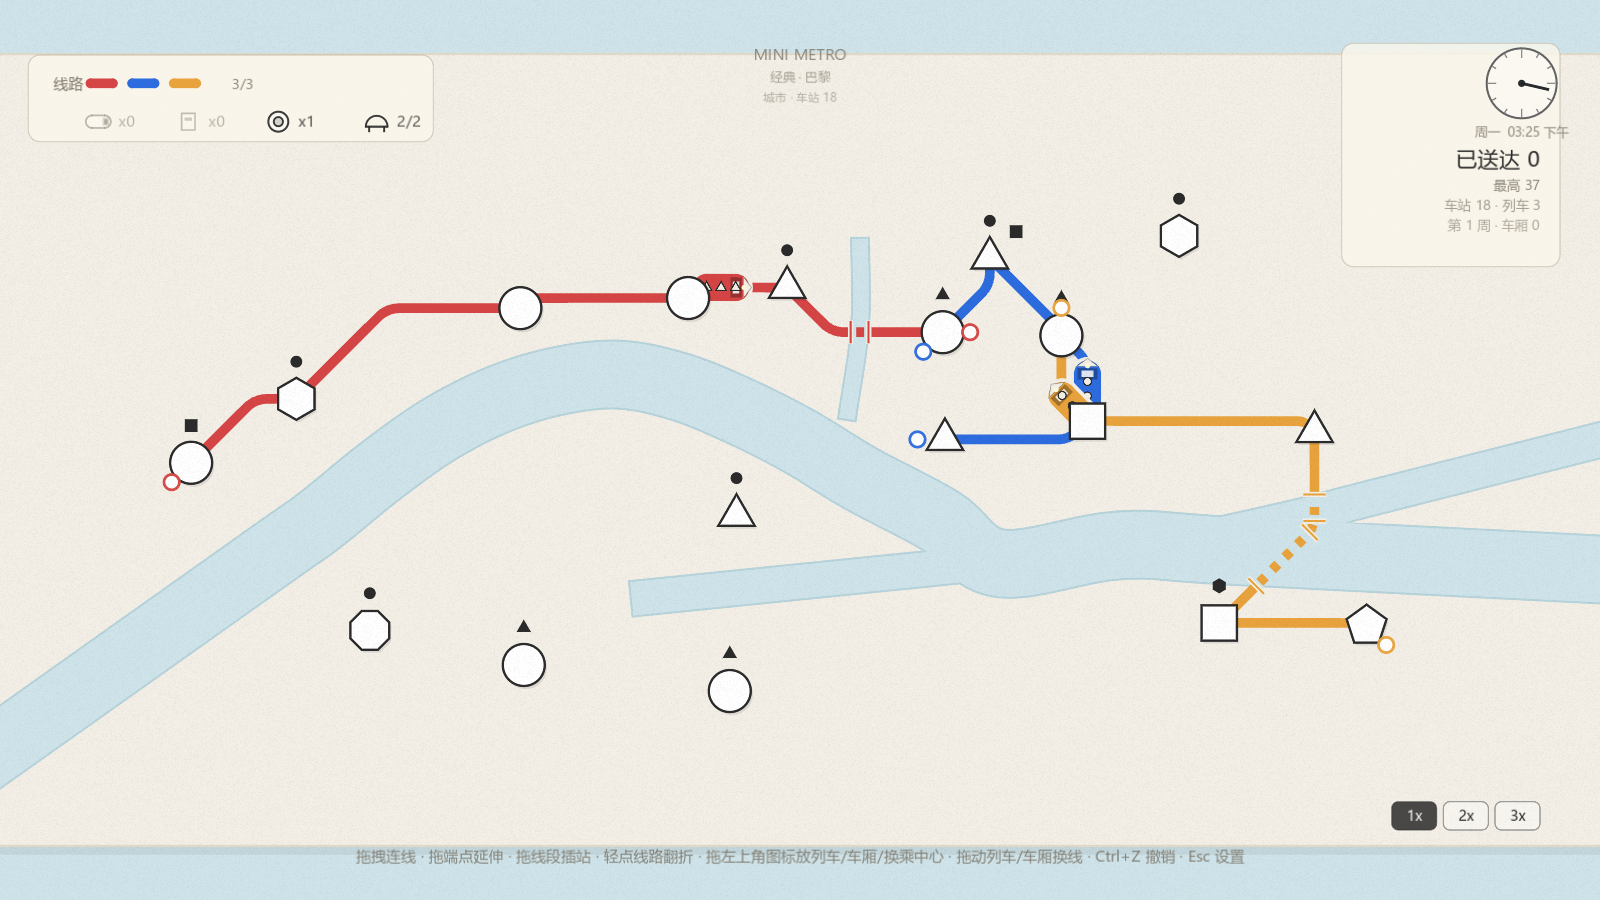 线路 3/3
x0 x0 x1 2/2
MINI METRO
经典 · 巴黎
城市 · 车站 18
周一 03:25 下午
已送达 0
最高 37
车站 18 · 列车 3
第 1 周 · 车厢 0
1x 2x 3x
拖拽连线 · 拖端点延伸 · 拖线段插站 · 轻点线路翻折 · 拖左上角图标放列车/车厢/换乘中心 · 拖动列车/车厢换线 · Ctrl+Z 撤销 · Esc 设置